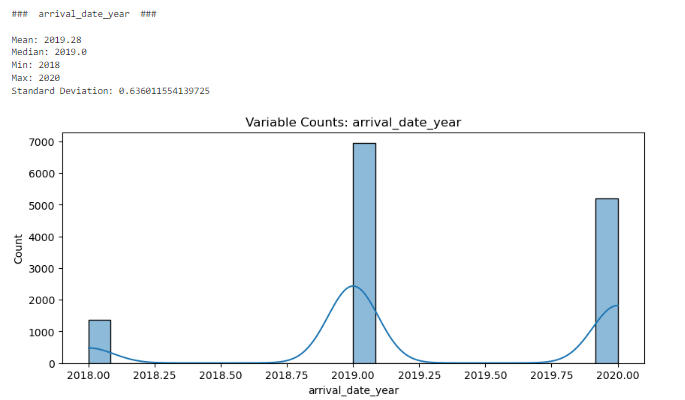 ### arrival_date_year ###
Mean: 2019.28
Median: 2019.0
Min: 2018
Max: 2020
Standard Deviation: 0.636011554139725
Variable Counts: arrival_date_year
7000
6000
5000
4000
3000
2000
1000
0
Count
2018.00 2018.25 2018.50 2018.75 2019.00 2019.25 2019.50 2019.75 2020.00
arrival_date_year